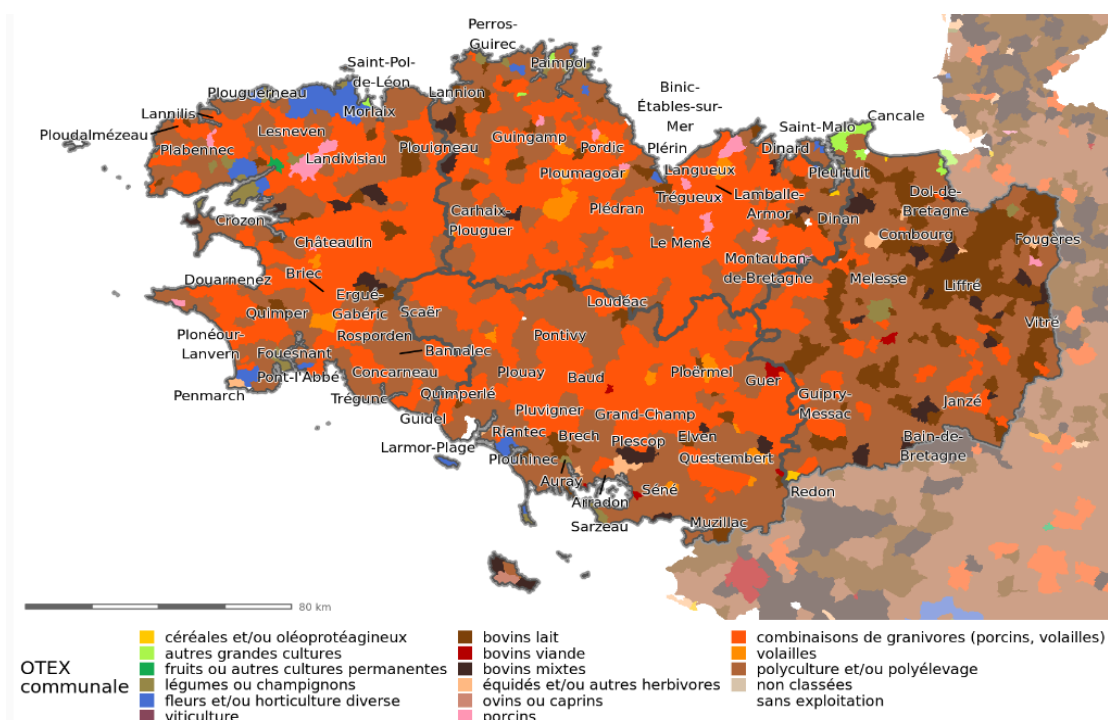 Perros-
Guirec
Saint-Pol-
de-Léon
Paimpol
Plouguerneau
Lannion
Binic-
Étables-sur-
Mer
Cancale
Lannilis
Morlaix
Saint-Malo
Ploudalmézeau
Lesneven
Guingamp
Plabennec
Plouigneau
Pordic
Plérin
Dinard
Landivisiau
Langueux
Pleurtuit
Ploumagoar
Trégueux
Lamballe-
Armor
Dol-de-
Bretagne
Crozon
Carhaix-
Plouguer
Plédran
Dinan
Combourg
Châteaulin
Le Mené
Fougères
Montauban-
de-Bretagne
Briec
Melesse
Douarnenez
Liffré
Ergué-
Gabéric
Scaër
Loudéac
Quimper
Vitré
Plonéour-
Lanvern
Rosporden
Pontivy
Fouesnant
Bannalec
Pont-l'Abbé
Concarneau
Plouay
Baud
Ploërmel
Guer
Penmarch
Trégunc
Quimperlé
Guipry-
Messac
Janzé
Guidel
Pluvigner
Grand-Champ
Riantec
Brech
Plescop
Elven
Bain-de-
Bretagne
Larmor-Plage
Plouhinec
Questembert
Auray
Arradon
Séné
Redon
Sarzeau
Muzillac
80 km
OTEX
communale
céréales et/ou oléoprotéagineux
autres grandes cultures
fruits ou autres cultures permanentes
légumes ou champignons
fleurs et/ou horticulture diverse
viticulture
bovins lait
bovins viande
bovins mixtes
équidés et/ou autres herbivores
ovins ou caprins
porcins
combinaisons de granivores (porcins, volailles)
volailles
polyculture et/ou polyélevage
non classées
sans exploitation